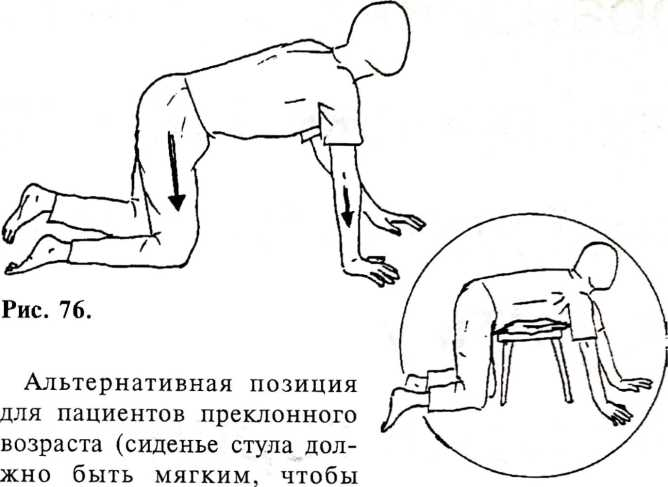 Рис. 76.
Альтернативная позиция
для пациентов преклонного
возраста (сиденье стула дол-
жно быть мягким, чтобы